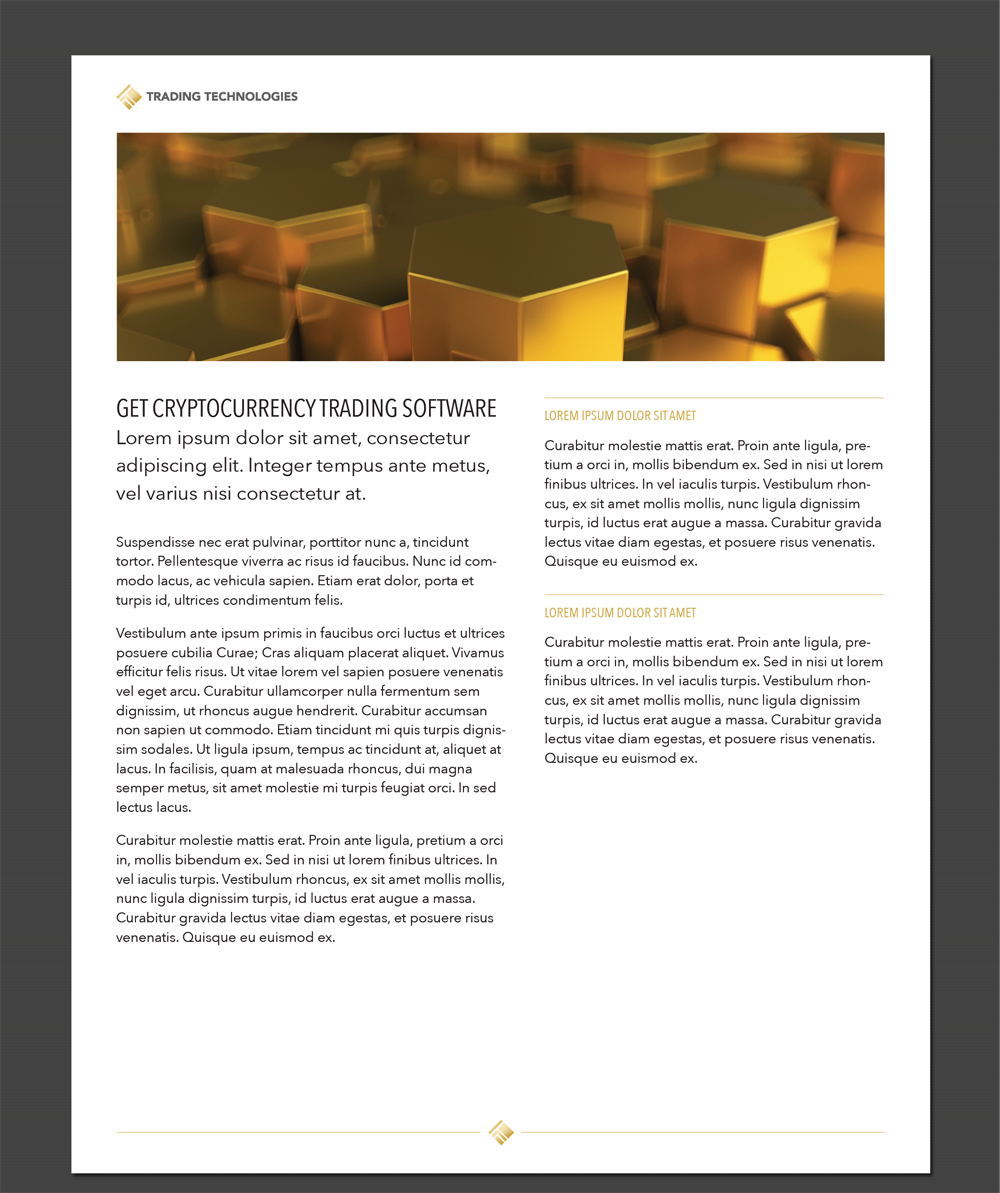 TRADING TECHNOLOGIES
GET CRYPTOCURRENCY TRADING SOFTWARE
Lorem ipsum dolor sit amet, consectetur
adipiscing elit. Integer tempus ante metus,
vel varius nisi consectetur at.
Suspendisse nec erat pulvinar, porttitor nunc a, tincidunt
tortor. Pellentesque viverra ac risus id faucibus. Nunc id com-
modo lacus, ac vehicula sapien. Etiam erat dolor, porta et
turpis id, ultrices condimentum felis.
Vestibulum ante ipsum primis in faucibus orci luctus et ultrices
posuere cubilia Curae; Cras aliquam placerat aliquet. Vivamus
efficitur felis risus. Ut vitae lorem vel sapien posuere venenatis
vel eget arcu. Curabitur ullamcorper nulla fermentum sem
dignissim, ut rhoncus augue hendrerit. Curabitur accumsan
non sapien ut commodo. Etiam tincidunt mi quis turpis dignis-
sim sodales. Ut ligula ipsum, tempus ac tincidunt at, aliquet at
lacus. In facilisis, quam at malesuada rhoncus, dui magna
semper metus, sit amet molestie mi turpis feugiat orci. In sed
lectus lacus.
Curabitur molestie mattis erat. Proin ante ligula, pretium a orci
in, mollis bibendum ex. Sed in nisi ut lorem finibus ultrices. In
vel iaculis turpis. Vestibulum rhoncus, ex sit amet mollis mollis,
nunc ligula dignissim turpis, id luctus erat augue a massa.
Curabitur gravida lectus vitae diam egestas, et posuere risus
venenatis. Quisque eu euismod ex.
LOREM IPSUM DOLOR SIT AMET
Curabitur molestie mattis erat. Proin ante ligula, pre-
tium a orci in, mollis bibendum ex. Sed in nisi ut lorem
finibus ultrices. In vel iaculis turpis. Vestibulum rhon-
cus, ex sit amet mollis mollis, nunc ligula dignissim
turpis, id luctus erat augue a massa. Curabitur gravida
lectus vitae diam egestas, et posuere risus venenatis.
Quisque eu euismod ex.
LOREM IPSUM DOLOR SIT AMET
Curabitur molestie mattis erat. Proin ante ligula, pre-
tium a orci in, mollis bibendum ex. Sed in nisi ut lorem
finibus ultrices. In vel iaculis turpis. Vestibulum rhon-
cus, ex sit amet mollis mollis, nunc ligula dignissim
turpis, id luctus erat augue a massa. Curabitur gravida
lectus vitae diam egestas, et posuere risus venenatis.
Quisque eu euismod ex.